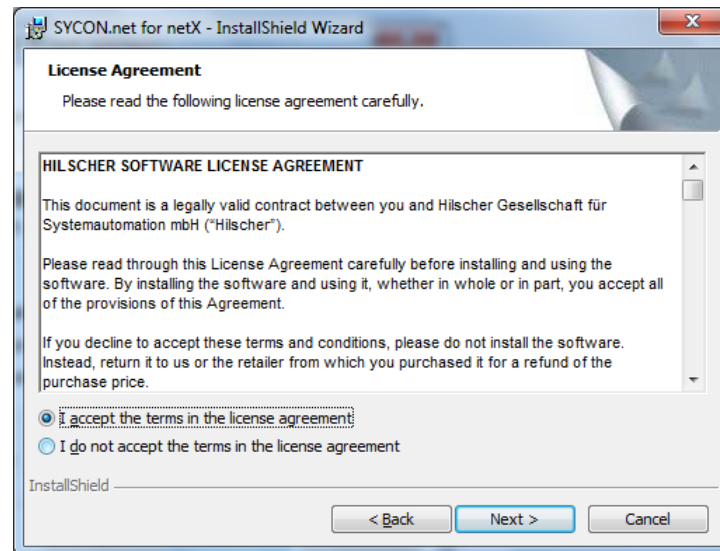 SYCON.net for netX - InstallShield Wizard
License Agreement
Please read the following license agreement carefully.
HILSCHER SOFTWARE LICENSE AGREEMENT
This document is a legally valid contract between you and Hilscher Gesellschaft für
Systemautomation mbH (“Hilscher”).
Please read through this License Agreement carefully before installing and using the
software. By installing the software and using it, whether in whole or in part, you accept all
of the provisions of this Agreement.
If you decline to accept these terms and conditions, please do not install the software.
Instead, return it to us or the retailer from which you purchased it for a refund of the
purchase price.
I accept the terms in the license agreement
I do not accept the terms in the license agreement
InstallShield
< Back Next > Cancel